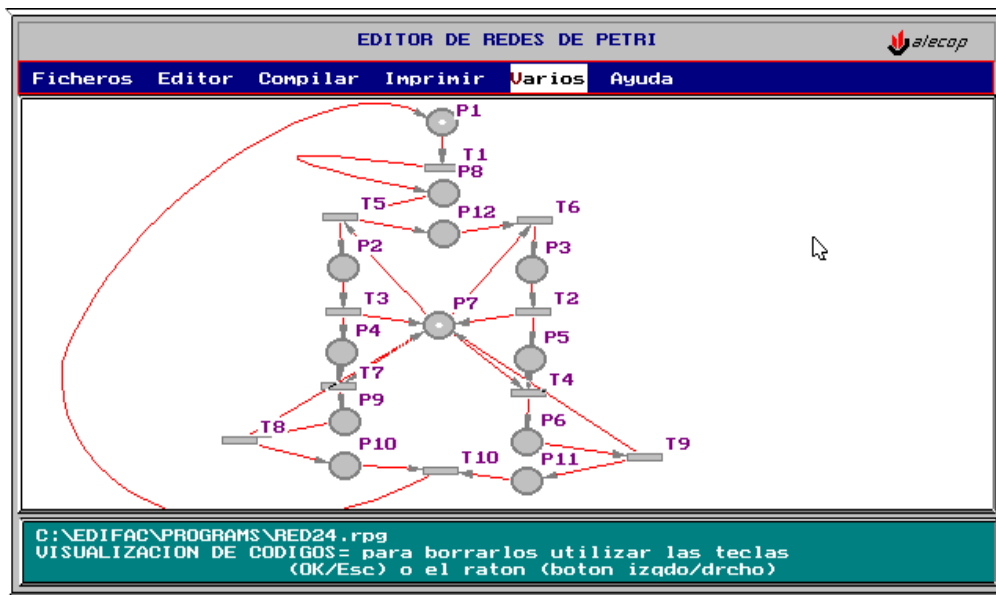 EDITOR DE REDES DE PETRI
alecop
Ficheros Editor Compilar Imprimir Varios Ayuda
P1
T1
P8
T5
P12
T6
P2
P3
T3
P7
T2
P4
P5
T7
T4
P9
P6
T8
P10
T10
P11
T9
C:\EDIFAC\PROGRAMS\RED24.rpg
VISUALIZACION DE CODIGOS= para borrarlos utilizar las teclas
(OK/Esc) o el raton (boton izqdo/drcho)